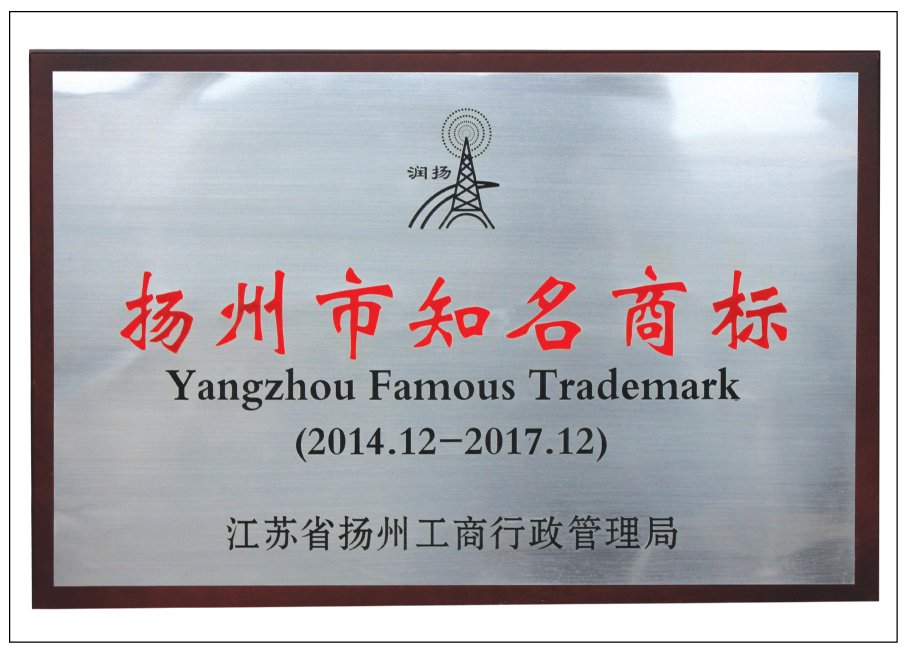 润扬
扬州市知名商标
Yangzhou Famous Trademark
(2014.12-2017.12)
江苏省扬州工商行政管理局